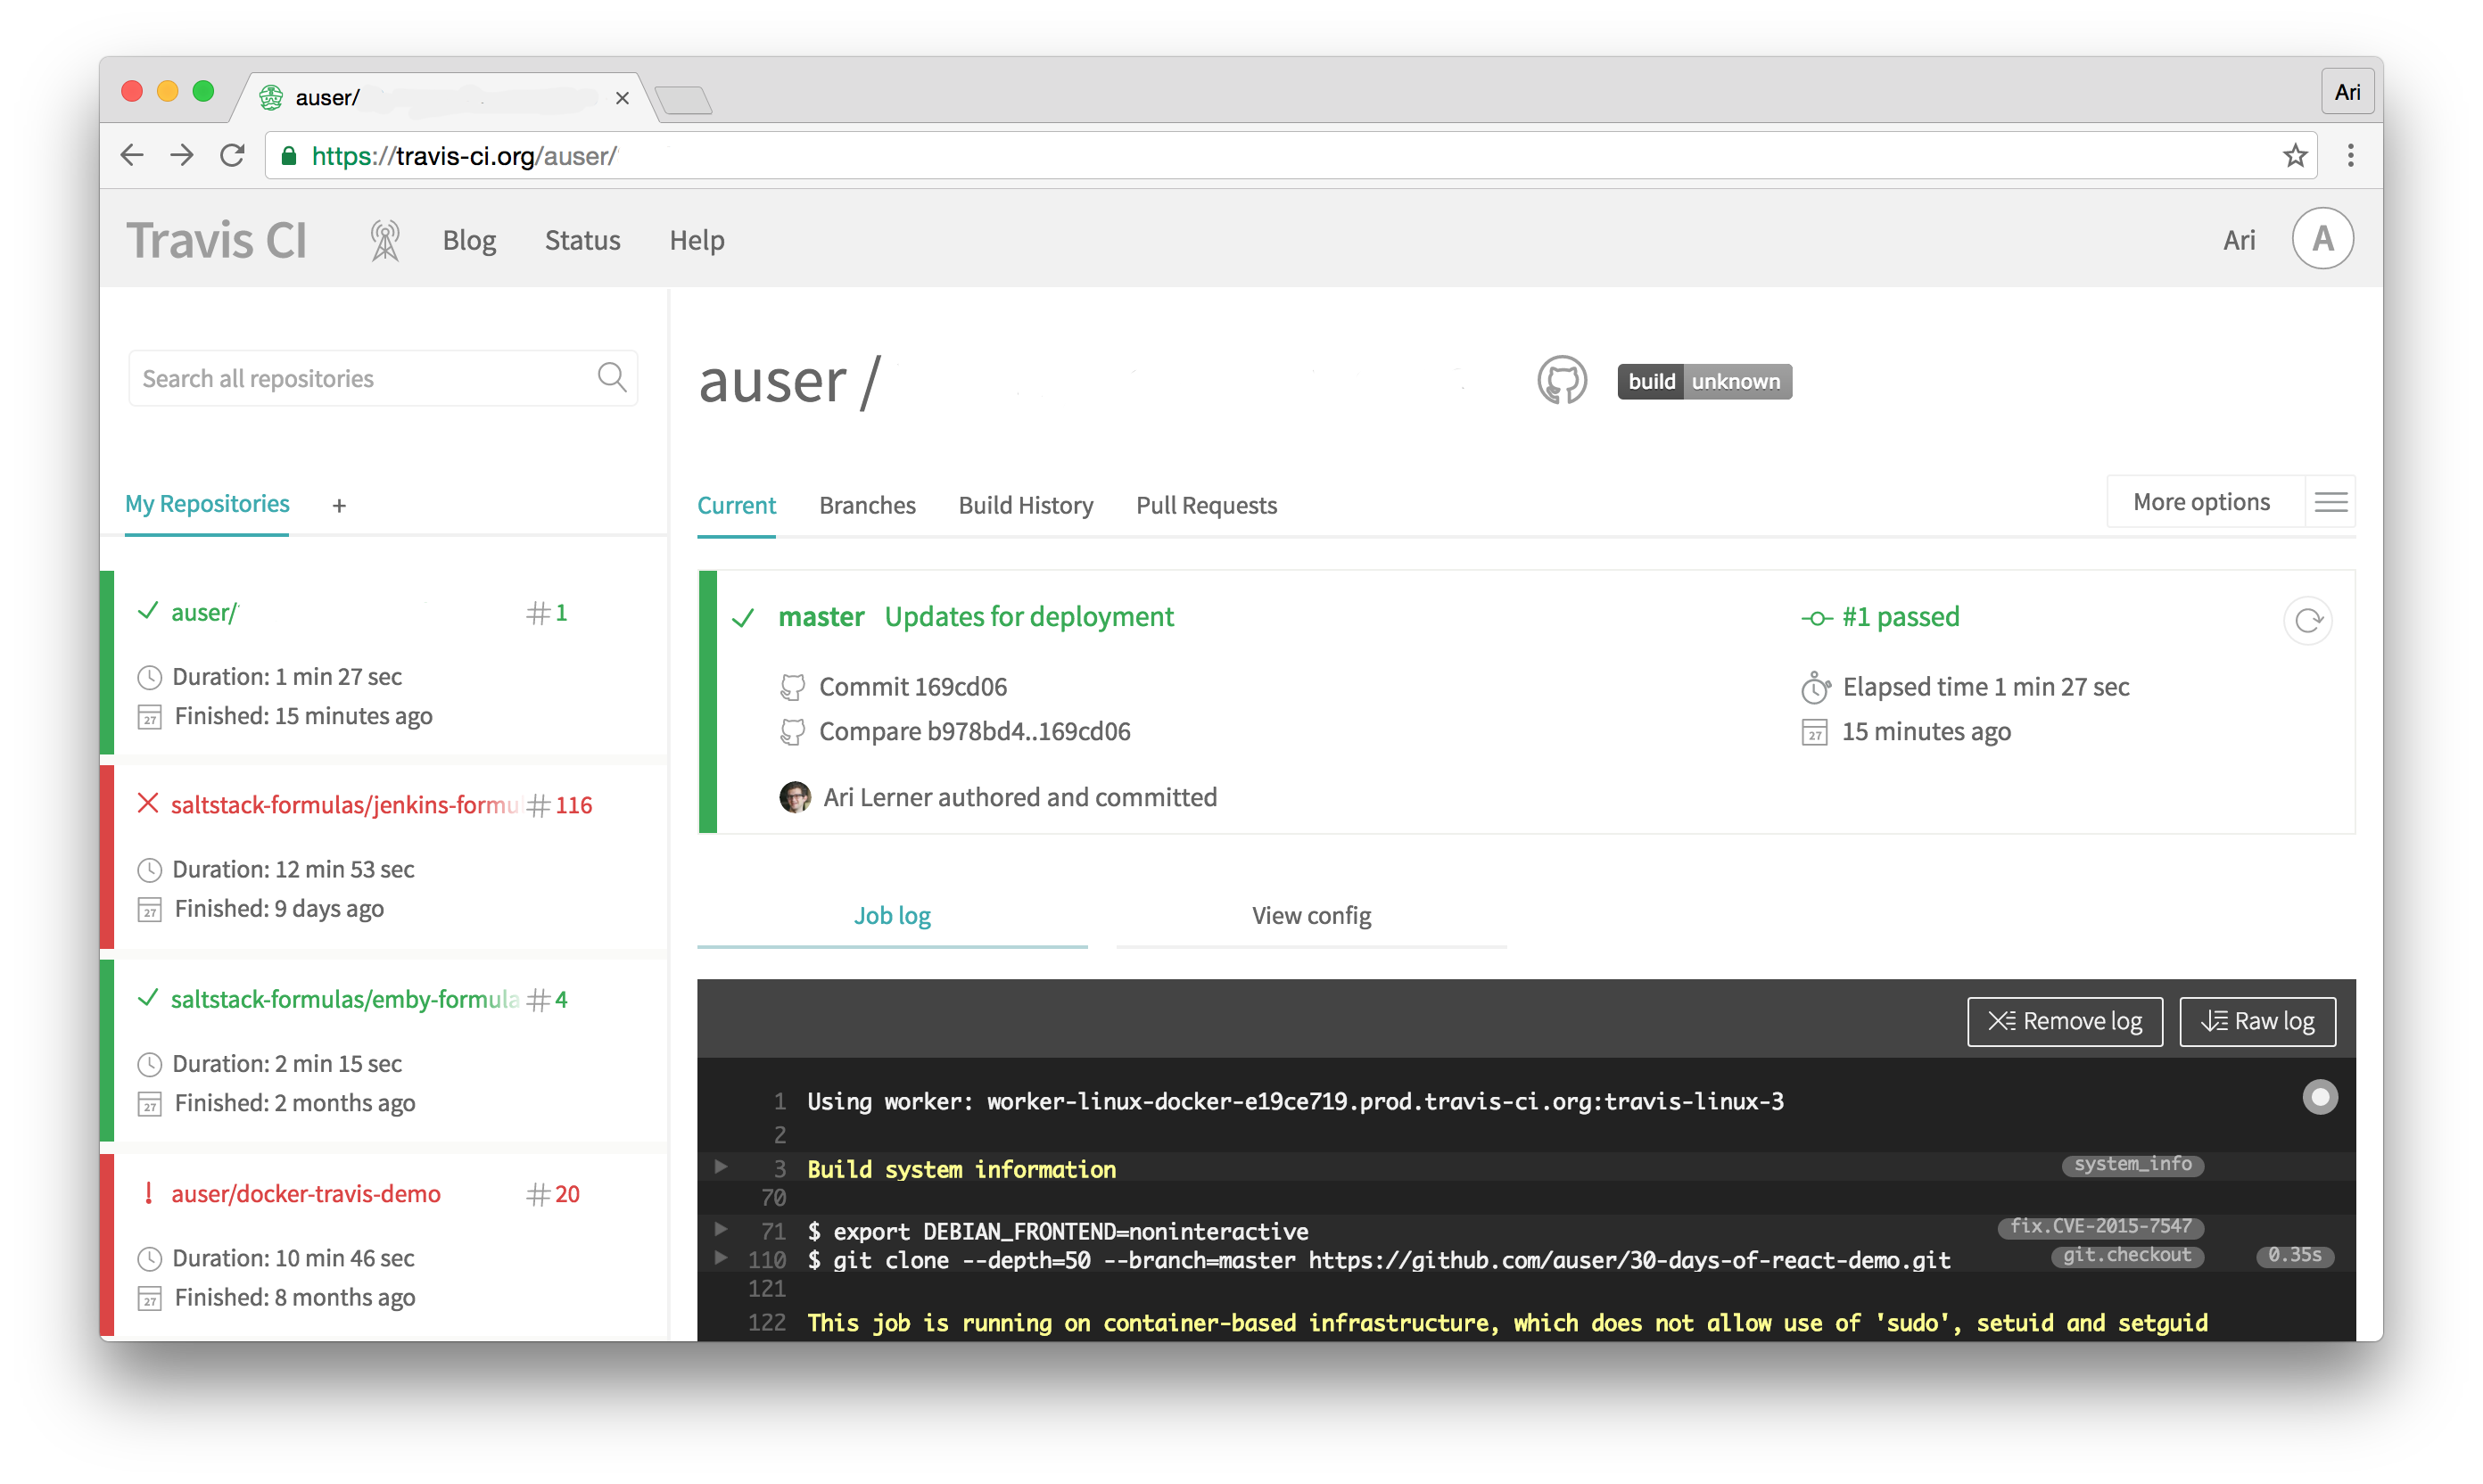 auser/
Ari
https://travis-ci.org/auser/
Travis CI Blog Status Help Ari A
Search all repositories
My Repositories +
auser/ # 1
Duration: 1 min 27 sec
27 Finished: 15 minutes ago
saltstack-formulas/jenkins-formul # 116
Duration: 12 min 53 sec
27 Finished: 9 days ago
saltstack-formulas/emby-formula # 4
Duration: 2 min 15 sec
27 Finished: 2 months ago
! auser/docker-travis-demo # 20
Duration: 10 min 46 sec
27 Finished: 8 months ago
auser / build unknown
Current Branches Build History Pull Requests More options
master Updates for deployment #1 passed
Commit 169cd06 Elapsed time 1 min 27 sec
Compare b978bd4..169cd06 27 15 minutes ago
Ari Lerner authored and committed
Job log View config
Remove log Raw log
1 Using worker: worker-linux-docker-e19ce719.prod.travis-ci.org:travis-linux-3
2
3 Build system information system_info
70
71 $ export DEBIAN_FRONTEND=noninteractive fix.CVE-2015-7547
110 $ git clone --depth=50 --branch=master https://github.com/auser/30-days-of-react-demo.git git.checkout 0.35s
121
122 This job is running on container-based infrastructure, which does not allow use of 'sudo', setuid and setguid